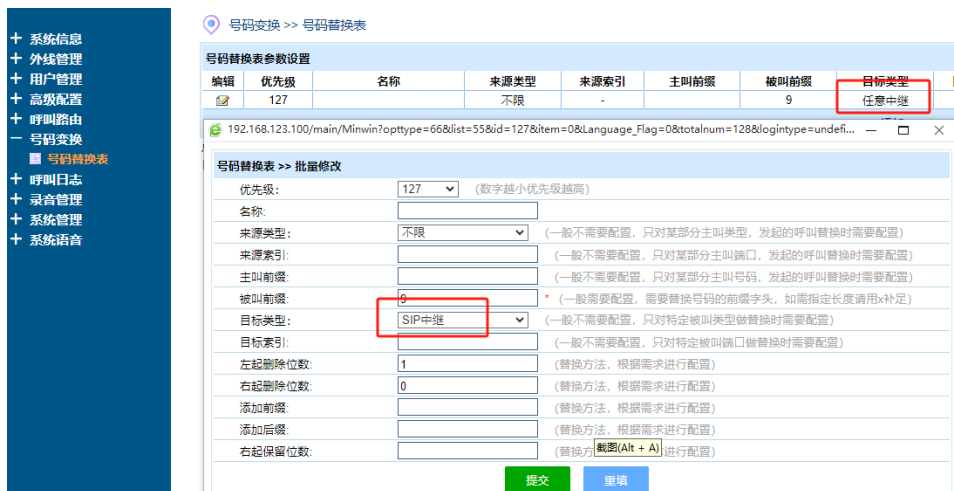 系统信息
外线管理
用户管理
高级配置
呼叫路由
号码变换
号码替换表
呼叫日志
录音管理
系统管理
系统语音
号码变换 >> 号码替换表
号码替换表参数设置
编辑 优先级 名称 来源类型 来源索引 主叫前缀 被叫前缀 目标类型
127 不限 - 9 任意中继
192.168.123.100/main/Minwin?opttype=66&list=55&id=127&item=0&Language_Flag=0&totalnum=128&logintype=undefi...
号码替换表 >> 批量修改
优先级: 127 (数字越小优先级越高)
名称:
来源类型: 不限 (一般不需要配置，只对某部分主叫类型，发起的呼叫替换时需要配置)
来源索引: (一般不需要配置，只对某部分主叫端口，发起的呼叫替换时需要配置)
主叫前缀: (一般不需要配置，只对某部分主叫号码，发起的呼叫替换时需要配置)
被叫前缀: 9 * (一般需要配置，需要替换号码的前缀字头，如需指定长度请用x补足)
目标类型: SIP中继 (一般不需要配置，只对特定被叫类型做替换时需要配置)
目标索引: (一般不需要配置，只对特定被叫端口做替换时需要配置)
左起删除位数: 1 (替换方法，根据需求进行配置)
右起删除位数: 0 (替换方法，根据需求进行配置)
添加前缀: (替换方法，根据需求进行配置)
添加后缀: (替换方法，根据需求进行配置)
右起保留位数: (替换方 截图(Alt + A) 进行配置)
提交 重填